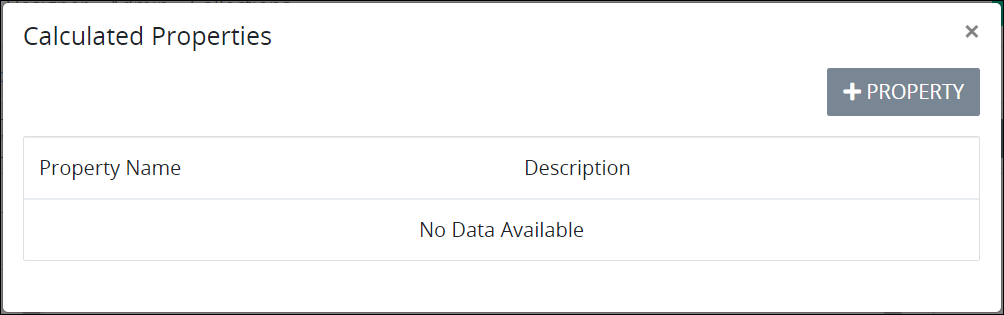 Calculated Properties
×
+ PROPERTY
Property Name Description
No Data Available